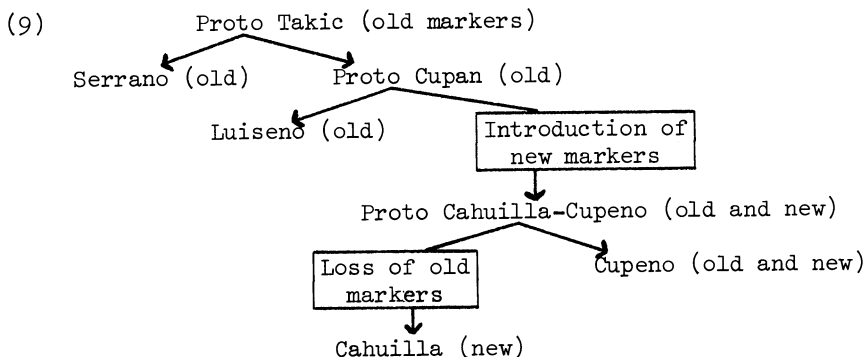 (9) Proto Takic (old markers)
Serrano (old) Proto Cupan (old)
Luiseno (old)
Introduction of
new markers
Proto Cahuilla-Cupeno (old and new)
Loss of old
markers
Cupeno (old and new)
Cahuilla (new)